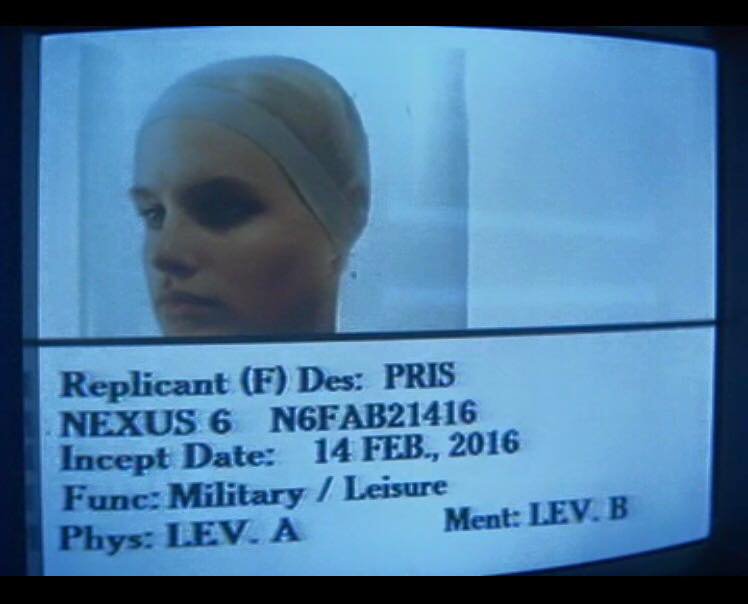 Replicant (F) Des: PRIS
NEXUS 6 N6FAB21416
Incept Date: 14 FEB., 2016
Func: Military / Leisure
Phys: LEV. A Ment: LEV. B